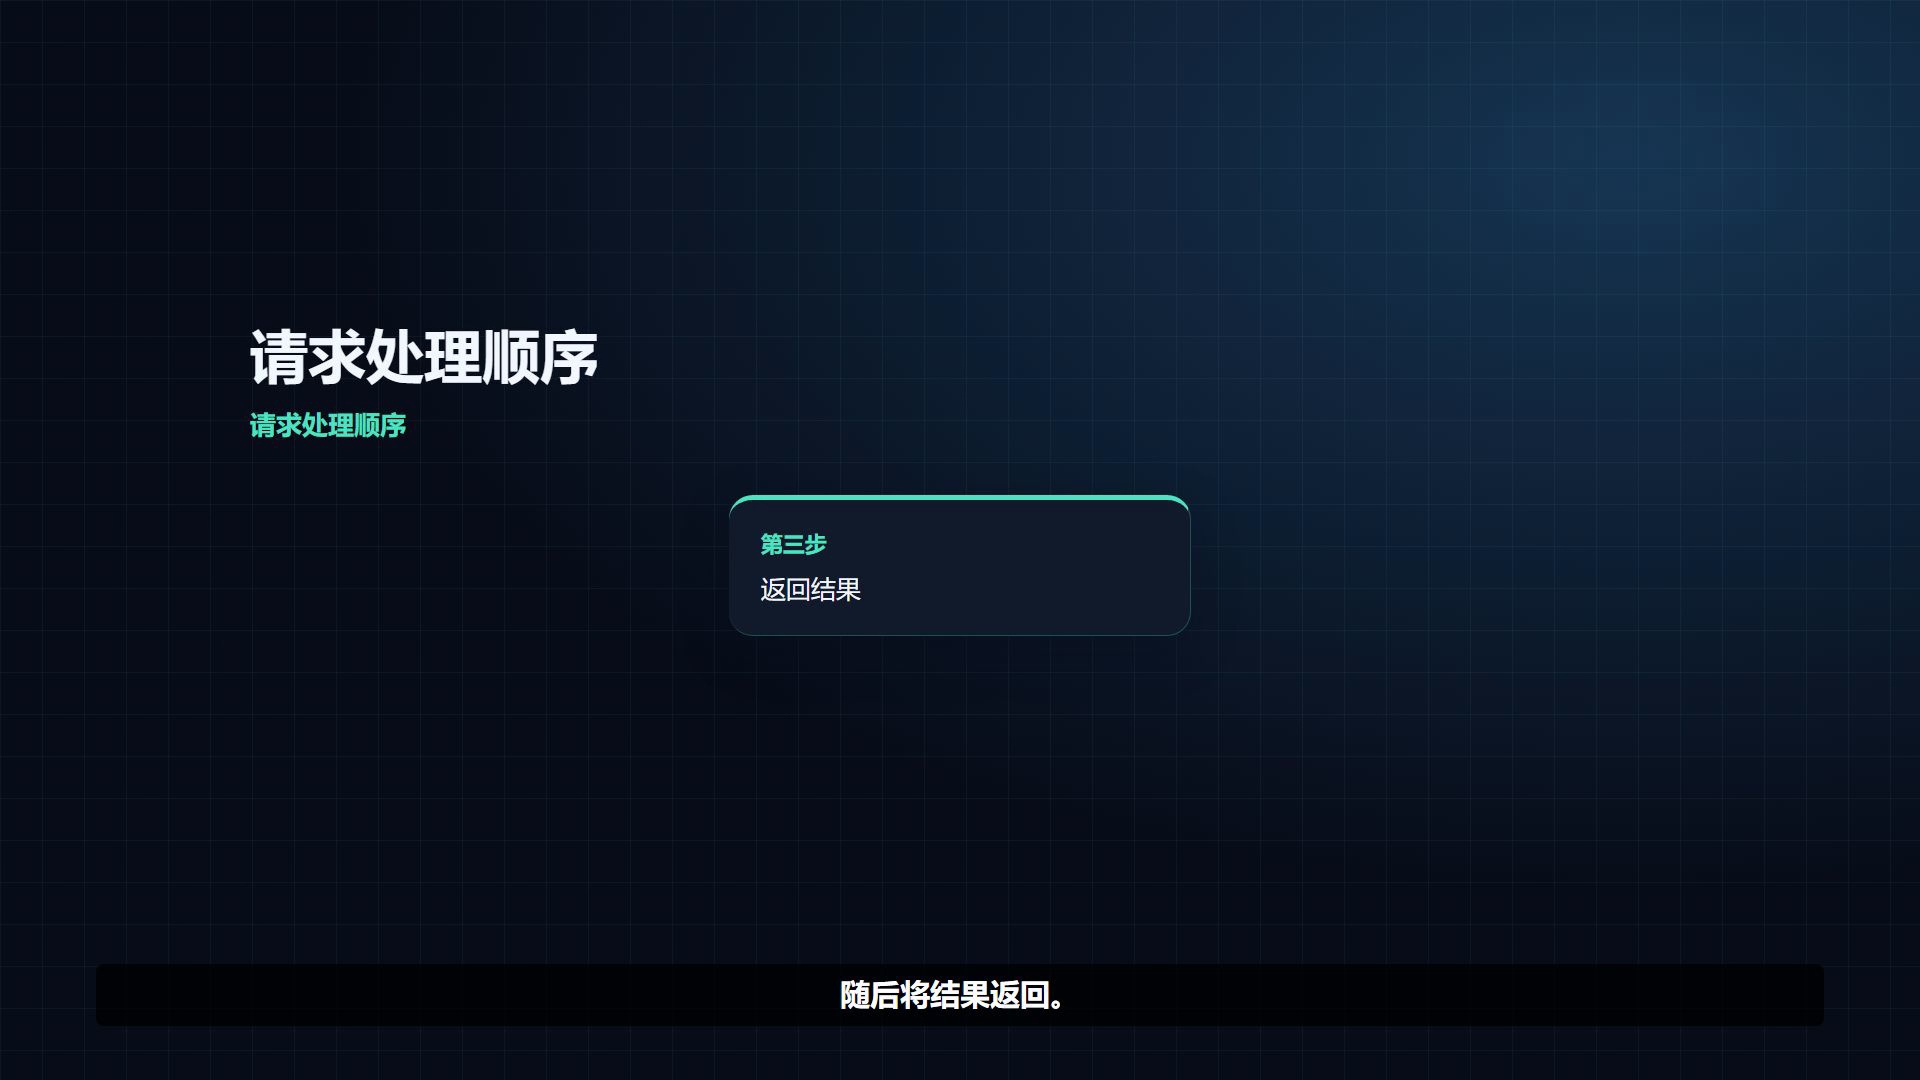 请求处理顺序
请求处理顺序
第三步
返回结果
随后将结果返回。